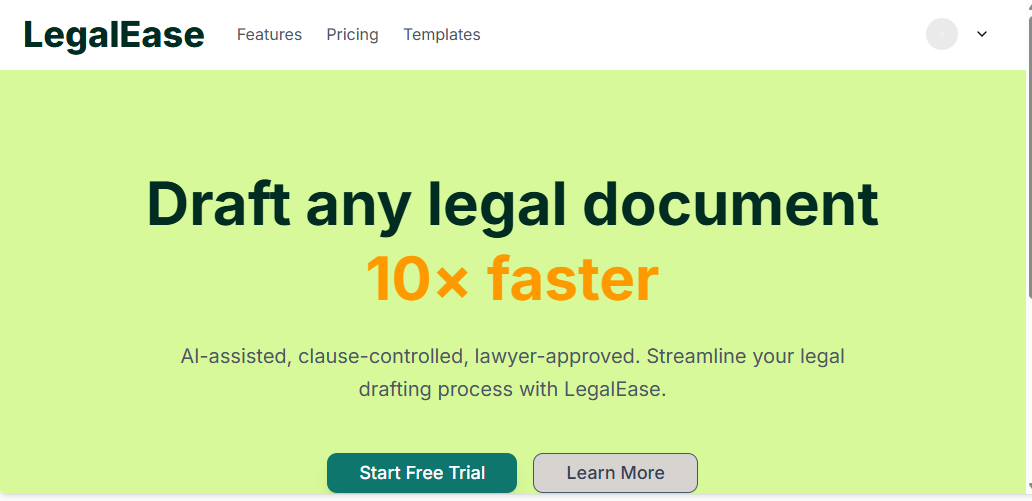 LegalEase Features Pricing Templates
Draft any legal document
10× faster
AI-assisted, clause-controlled, lawyer-approved. Streamline your legal
drafting process with LegalEase.
Start Free Trial Learn More